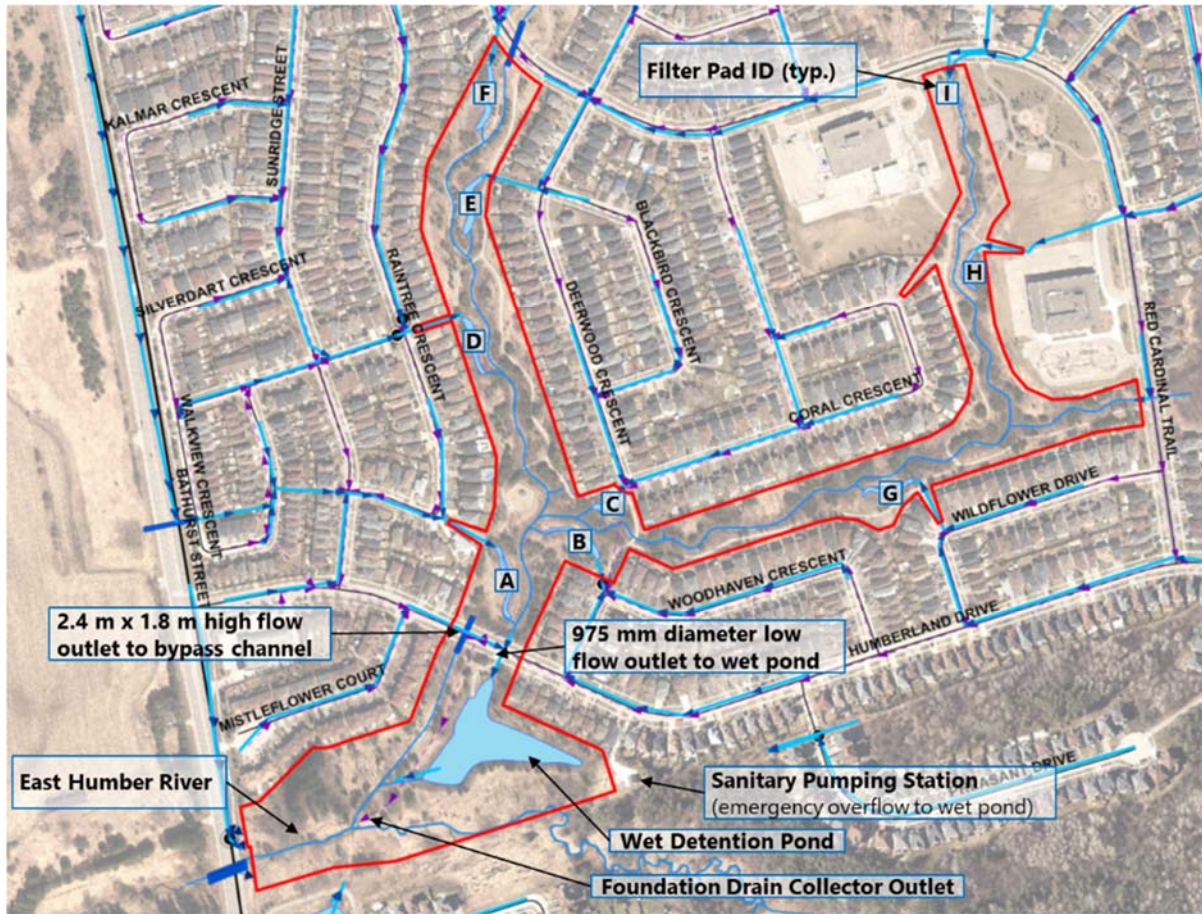 Filter Pad ID (typ.)
F
I
KALMAR CRESCENT
SUNRIDGE STREET
E
BLACKBIRD CRESCENT
H
SILVERDART CRESCENT
RAINTREE CRESCENT
DEERWOOD CRESCENT
RED CARDINAL TRAIL
D
CORAL CRESCENT
WALKVIEW CRESCENT
BATHURST STREET
C
G
WILDFLOWER DRIVE
B
A
WOODHAVEN CRESCENT
HUMBERLAND DRIVE
2.4 m x 1.8 m high flow
outlet to bypass channel
975 mm diameter low
flow outlet to wet pond
MISTLEFLOWER COURT
East Humber River
Sanitary Pumping Station
(emergency overflow to wet pond)
ASANT DRIVE
Wet Detention Pond
Foundation Drain Collector Outlet